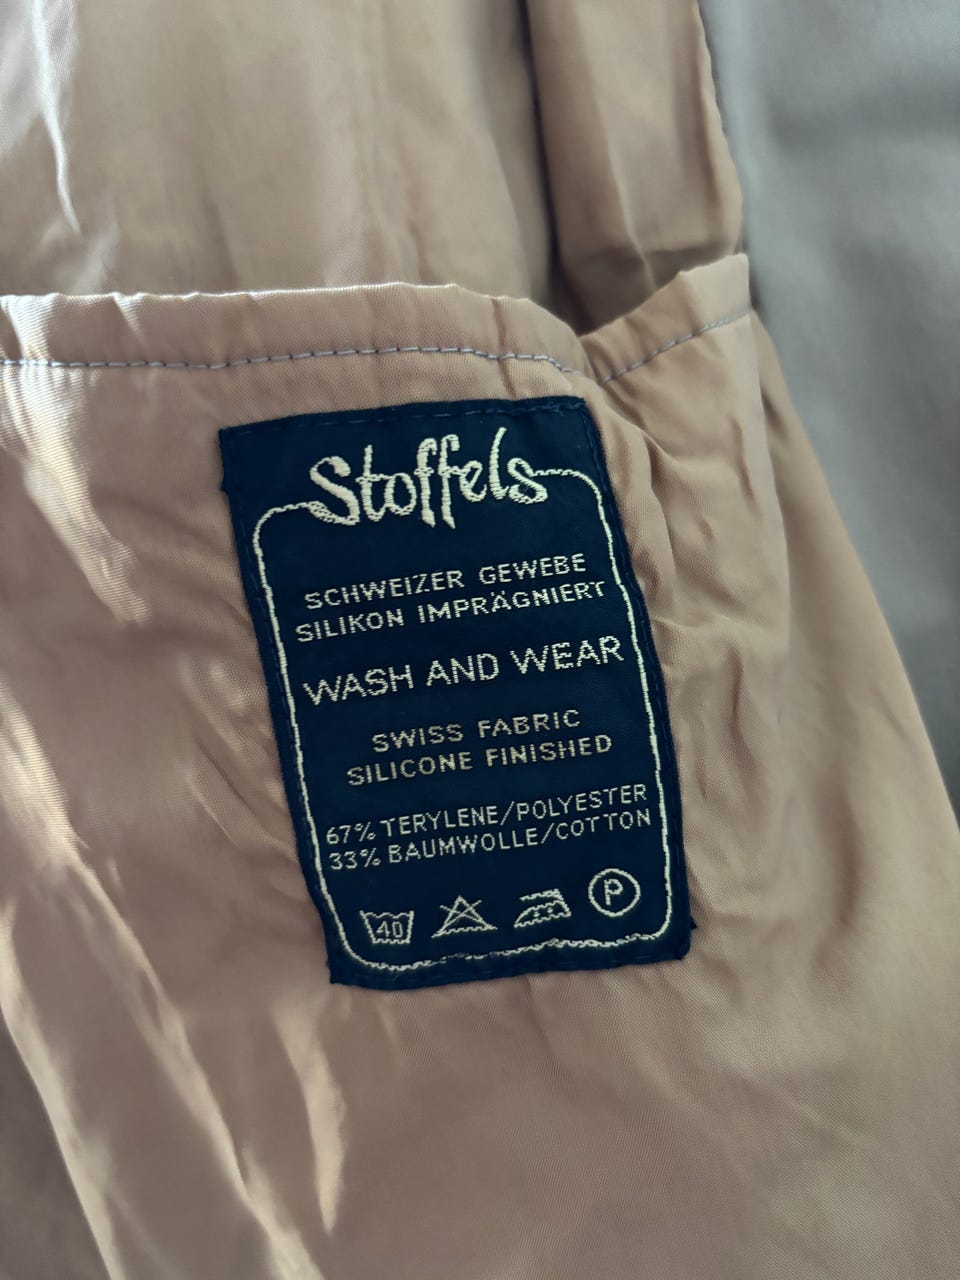 Stoffels
SCHWEIZER GEWEBE
SILIKON IMPRÄGNIERT
WASH AND WEAR
SWISS FABRIC
SILICONE FINISHED
67% TERYLENE/POLYESTER
33% BAUMWOLLE/COTTON
40 P